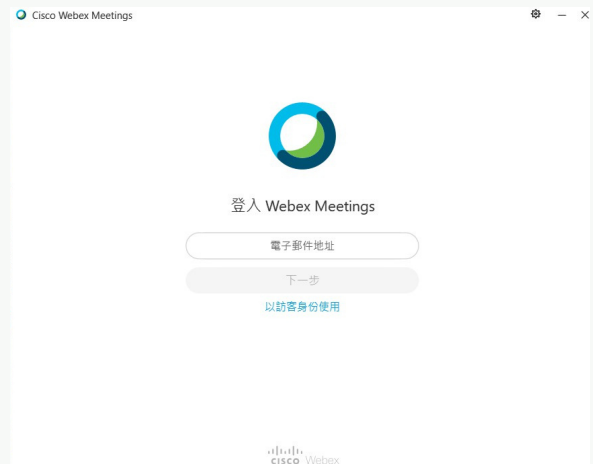 Cisco Webex Meetings
登入 Webex Meetings
電子郵件地址
下一步
以訪客身份使用
cisco Webex